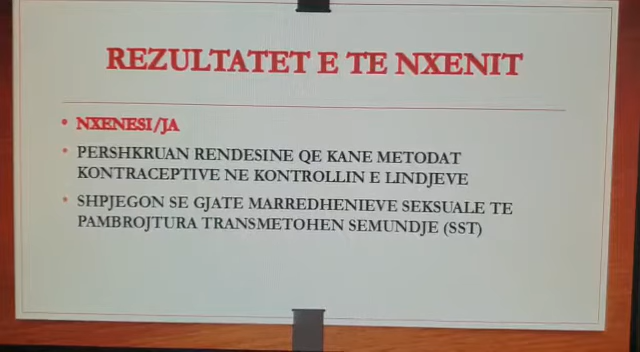 REZULTATET E TE NXENIT
• NXENESI/JA
• PERSHKRUAN RENDESINE QE KANE METODAT
KONTRACEPTIVE NE KONTROLLIN E LINDJEVE
• SHPJEGON SE GJATE MARREDHENIEVE SEKSUALE TE
PAMBROJTURA TRANSMETOHEN SEMUNDJE (SST)